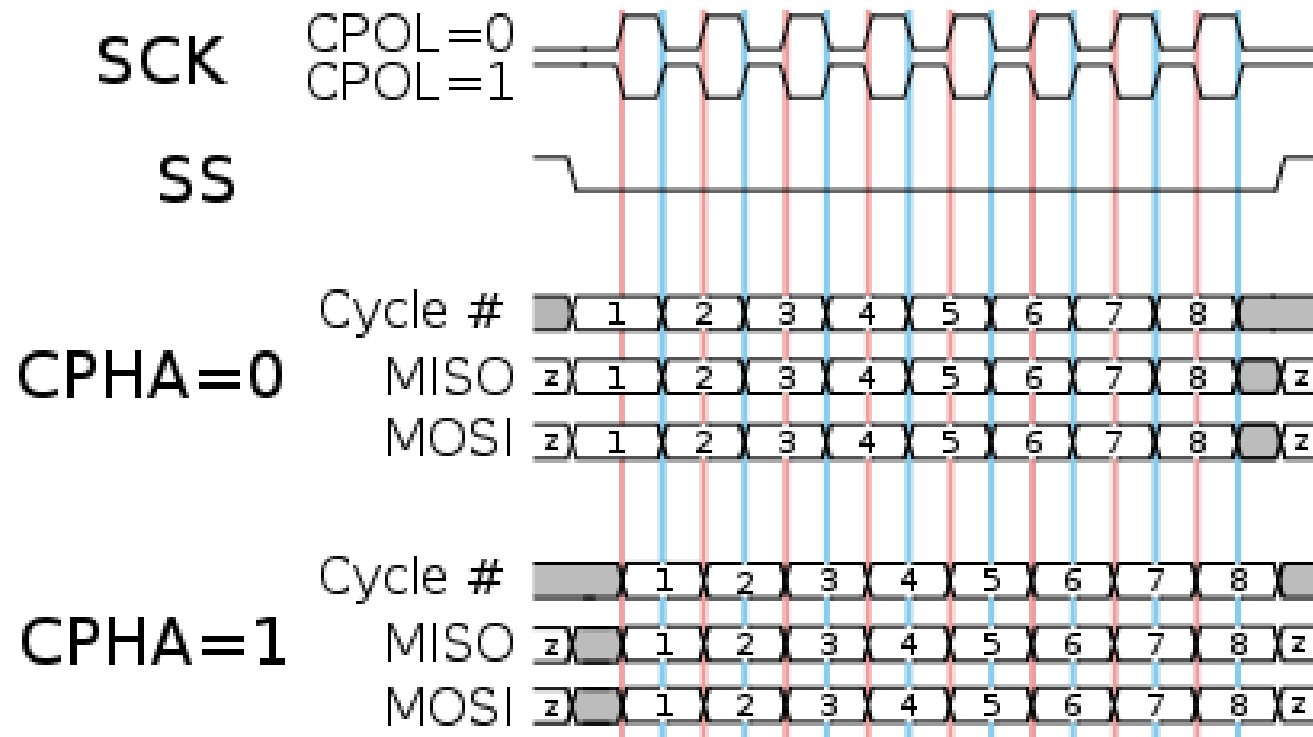 SCK CPOL=0
CPOL=1
SS
Cycle # 1 2 3 4 5 6 7 8
CPHA=0 MISO z 1 2 3 4 5 6 7 8 z
MOSI z 1 2 3 4 5 6 7 8 z
Cycle # 1 2 3 4 5 6 7 8
CPHA=1 MISO z 1 2 3 4 5 6 7 8 z
MOSI z 1 2 3 4 5 6 7 8 z